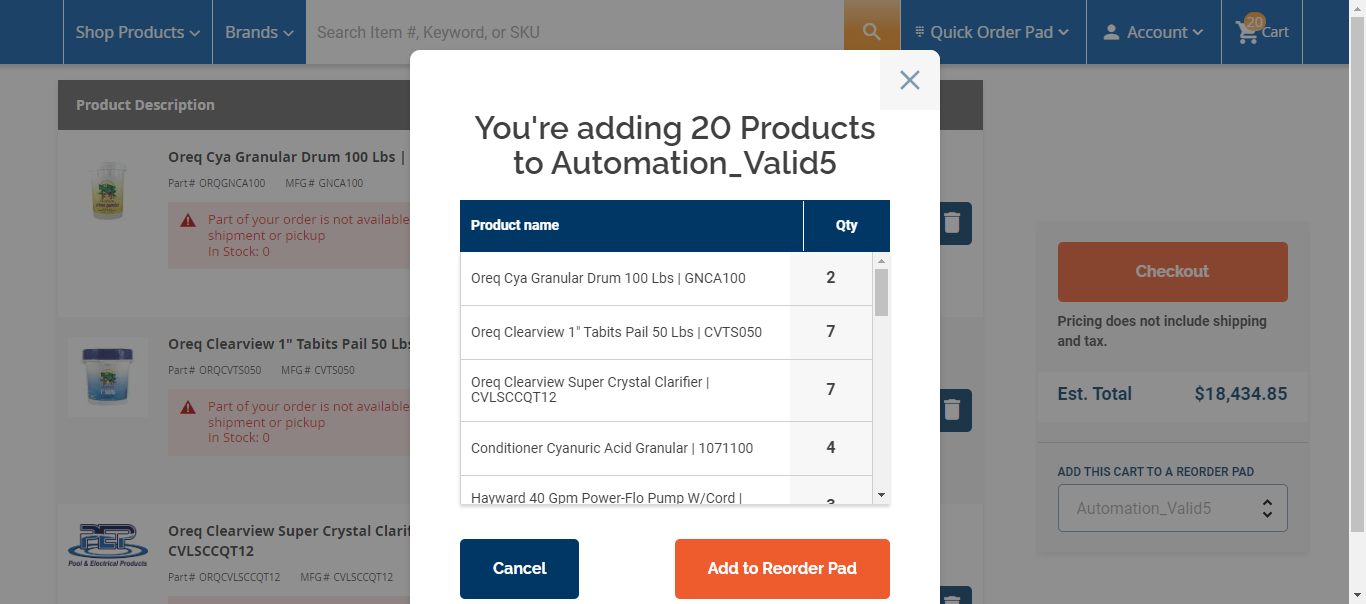 Shop Products
Brands
Search Item #, Keyword, or SKU
Quick Order Pad
Account
20
Cart
Product Description
Oreq Cya Granular Drum 100 Lbs |
Part# ORQGNCA100 MFG# GNCA100
Part of your order is not available
shipment or pickup
In Stock: 0
Oreq Clearview 1" Tabits Pail 50 Lbs
Part# ORQCVTS050 MFG# CVTS050
Part of your order is not available
shipment or pickup
In Stock: 0
PEP
Pool & Electrical Products
Oreq Clearview Super Crystal Clarif
CVLSCCQT12
Part# ORQCVLSCCQT12 MFG# CVLSCCQT12
You're adding 20 Products
to Automation_Valid5
Product name Qty
Oreq Cya Granular Drum 100 Lbs | GNCA100 2
Oreq Clearview 1" Tabits Pail 50 Lbs | CVTS050 7
Oreq Clearview Super Crystal Clarifier |
CVLSCCQT12 7
Conditioner Cyanuric Acid Granular | 1071100 4
Hayward 40 Gpm Power-Flo Pump W/Cord |
Cancel
Add to Reorder Pad
Checkout
Pricing does not include shipping
and tax.
Est. Total $18,434.85
ADD THIS CART TO A REORDER PAD
Automation_Valid5